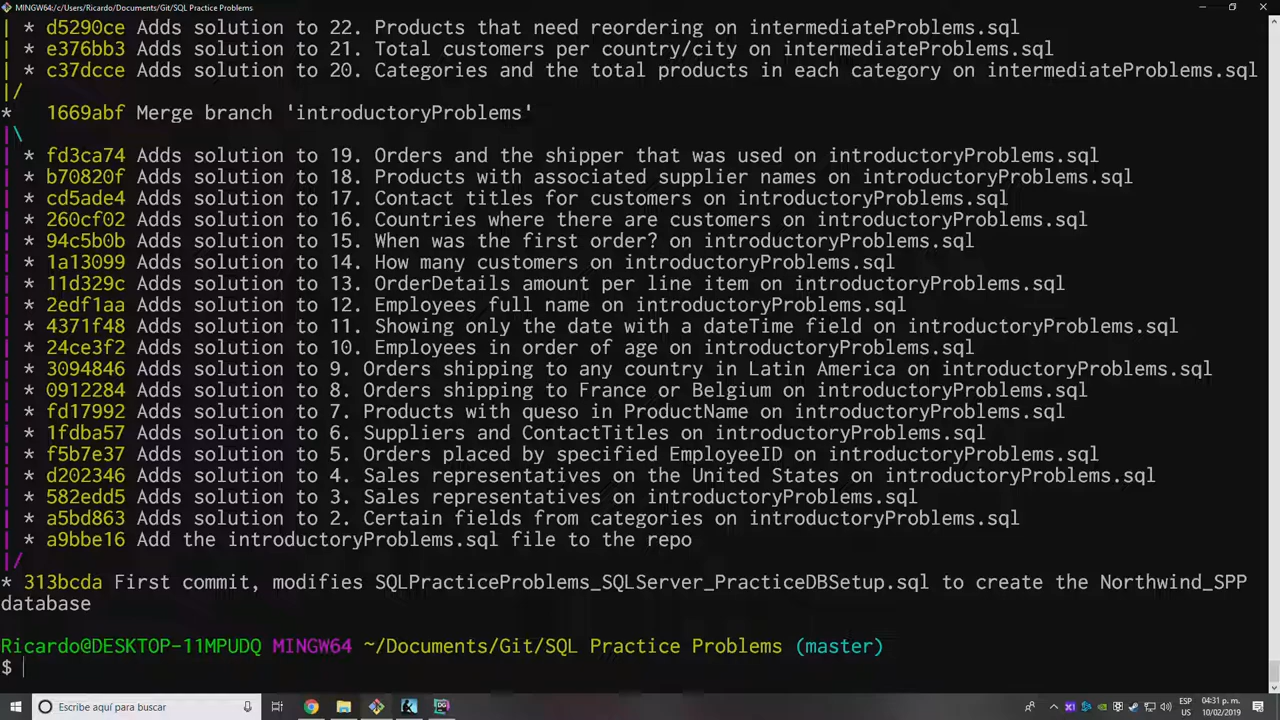 MINGW64:/c/Users/Ricardo/Documents/Git/SQL Practice Problems
| * d5290ce Adds solution to 22. Products that need reordering on intermediateProblems.sql
| * e376bb3 Adds solution to 21. Total customers per country/city on intermediateProblems.sql
| * c37dcce Adds solution to 20. Categories and the total products in each category on intermediateProblems.sql
|/
*   1669abf Merge branch 'introductoryProblems'
|\
| * fd3ca74 Adds solution to 19. Orders and the shipper that was used on introductoryProblems.sql
| * b70820f Adds solution to 18. Products with associated supplier names on introductoryProblems.sql
| * cd5ade4 Adds solution to 17. Contact titles for customers on introductoryProblems.sql
| * 260cf02 Adds solution to 16. Countries where there are customers on introductoryProblems.sql
| * 94c5b0b Adds solution to 15. When was the first order? on introductoryProblems.sql
| * 1a13099 Adds solution to 14. How many customers on introductoryProblems.sql
| * 11d329c Adds solution to 13. OrderDetails amount per line item on introductoryProblems.sql
| * 2edf1aa Adds solution to 12. Employees full name on introductoryProblems.sql
| * 4371f48 Adds solution to 11. Showing only the date with a dateTime field on introductoryProblems.sql
| * 24ce3f2 Adds solution to 10. Employees in order of age on introductoryProblems.sql
| * 3094846 Adds solution to 9. Orders shipping to any country in Latin America on introductoryProblems.sql
| * 0912284 Adds solution to 8. Orders shipping to France or Belgium on introductoryProblems.sql
| * fd17992 Adds solution to 7. Products with queso in ProductName on introductoryProblems.sql
| * 1fdba57 Adds solution to 6. Suppliers and ContactTitles on introductoryProblems.sql
| * f5b7e37 Adds solution to 5. Orders placed by specified EmployeeID on introductoryProblems.sql
| * d202346 Adds solution to 4. Sales representatives on the United States on introductoryProblems.sql
| * 582edd5 Adds solution to 3. Sales representatives on introductoryProblems.sql
| * a5bd863 Adds solution to 2. Certain fields from categories on introductoryProblems.sql
| * a9bbe16 Add the introductoryProblems.sql file to the repo
|/
* 313bcda First commit, modifies SQLPracticeProblems_SQLServer_PracticeDBSetup.sql to create the Northwind_SPP
database
Ricardo@DESKTOP-11MPUDQ MINGW64 ~/Documents/Git/SQL Practice Problems (master)
$
Escribe aquí para buscar
ESP 04:31 p. m.
US 10/02/2019